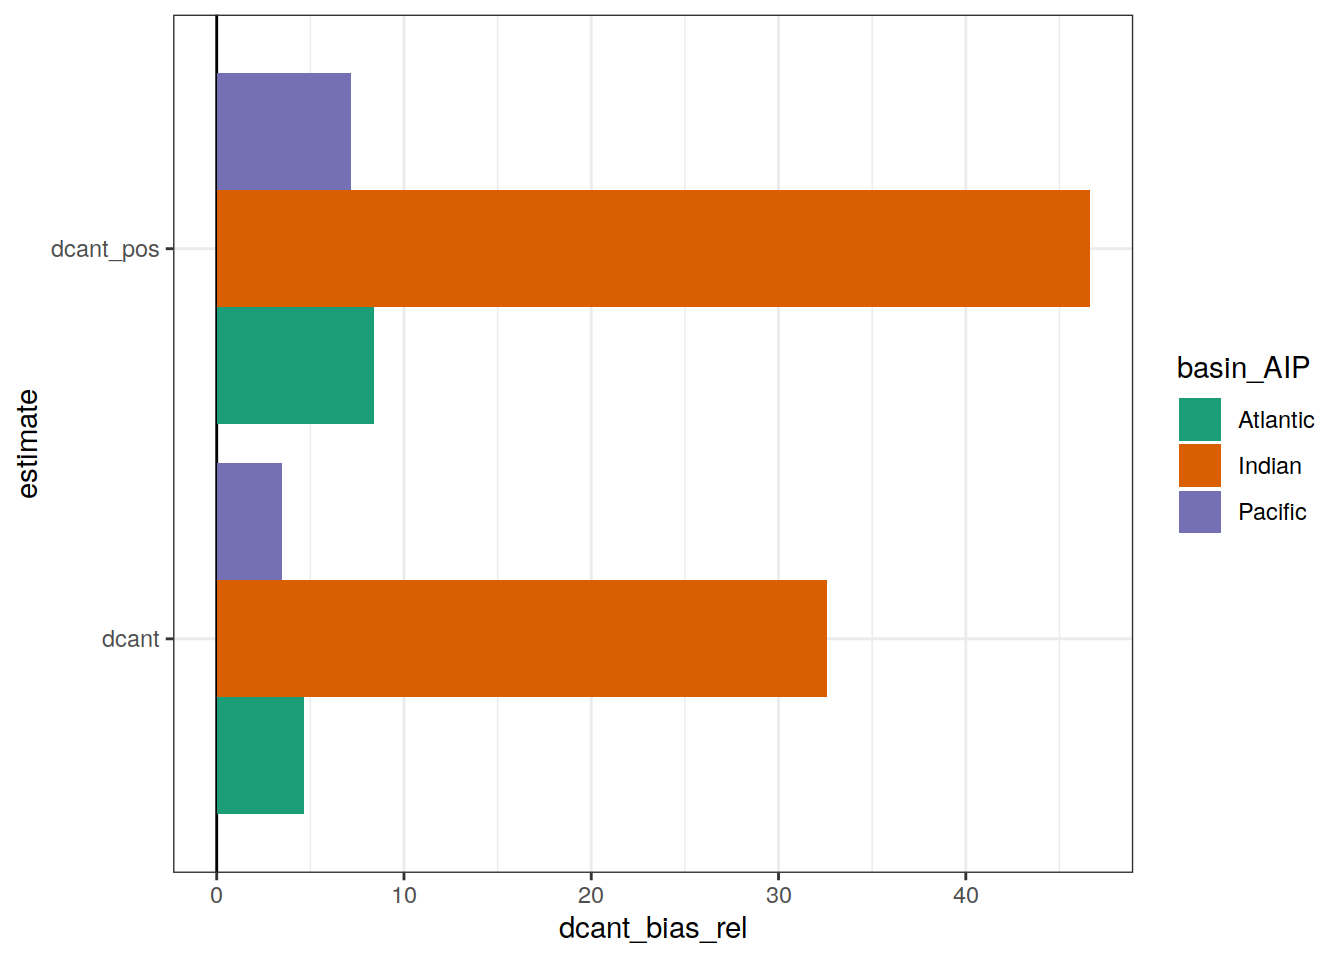 dcant_pos
dcant
estimate
0 10 20 30 40
dcant_bias_rel
basin_AIP
Atlantic
Indian
Pacific